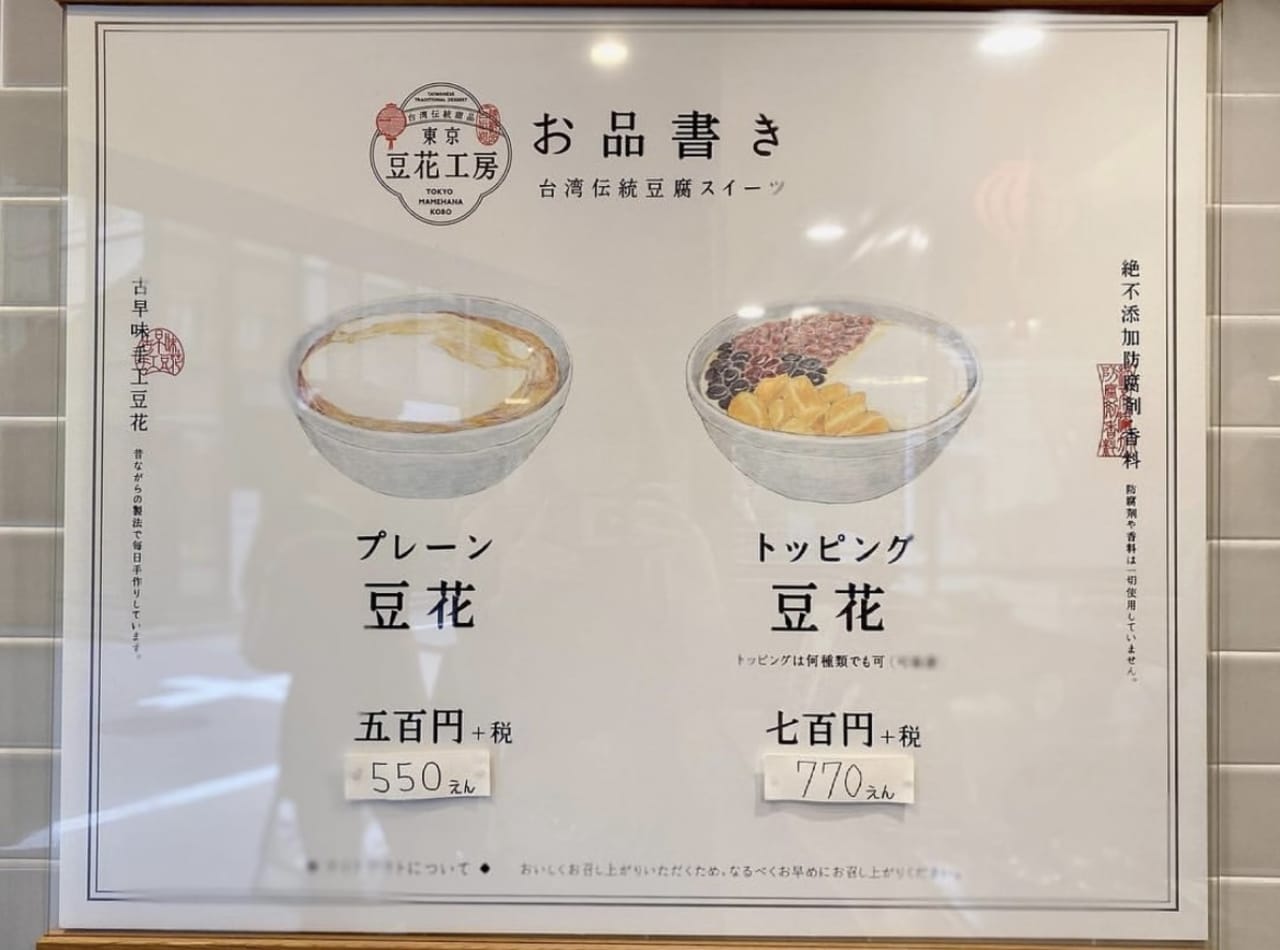 TAIWANESE
TRADITIONAL DESSERT
台湾伝統甜品
東京
豆花工房
TOKYO
MAMEHANA
KOBO
お品書き
台湾伝統豆腐スイーツ
絶不添加防腐剤香料
防腐剤や香料は一切使用していません。
古早味手工豆花
昔ながらの製法で毎日手作りしています。
プレーン
豆花
五百円+税
550えん
トッピング
豆花
トッピングは何種類でも可
七百円+税
770えん
について ◆ おいしくお召し上がりいただくため、なるべくお早めにお召し上がりください。